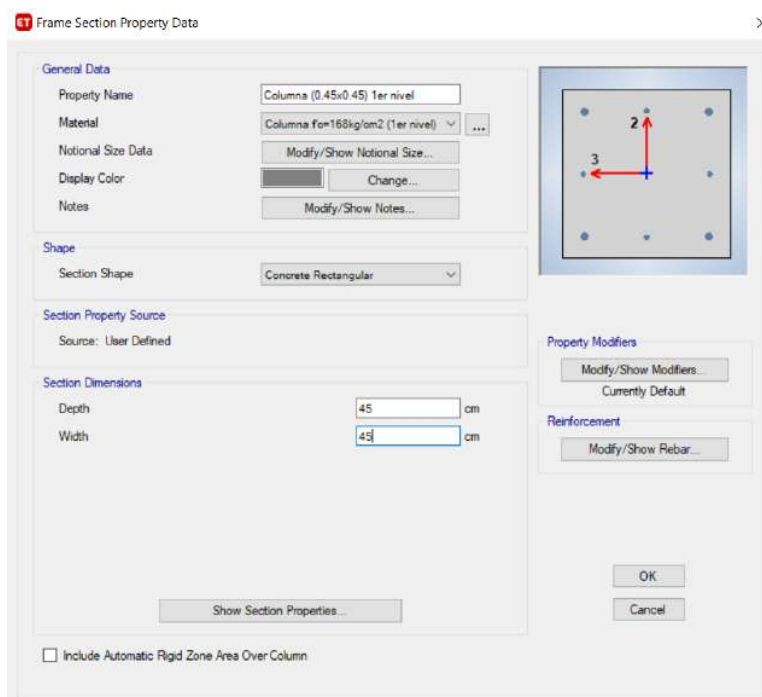 ET Frame Section Property Data
General Data
Property Name Columna (0.45x0.45) 1er nivel
Material Columna f'c=168kg/cm2 (1er nivel) ...
Notional Size Data Modify/Show Notional Size...
Display Color Change...
Notes Modify/Show Notes...
2
3
Shape
Section Shape Concrete Rectangular
Section Property Source
Source: User Defined
Property Modifiers
Modify/Show Modifiers...
Currently Default
Section Dimensions
Depth 45 cm
Width 45 cm
Reinforcement
Modify/Show Rebar...
OK
Show Section Properties...
Cancel
Include Automatic Rigid Zone Area Over Column